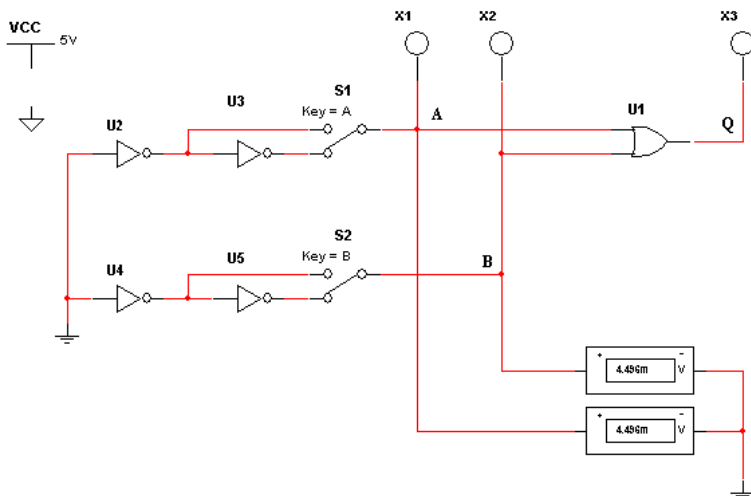 X1
X2
X3
VCC
5V
S1
Key = A
U3
U2
A
U1
Q
S2
Key = B
U5
U4
B
+
-
4.496m
V
+
-
4.496m
V